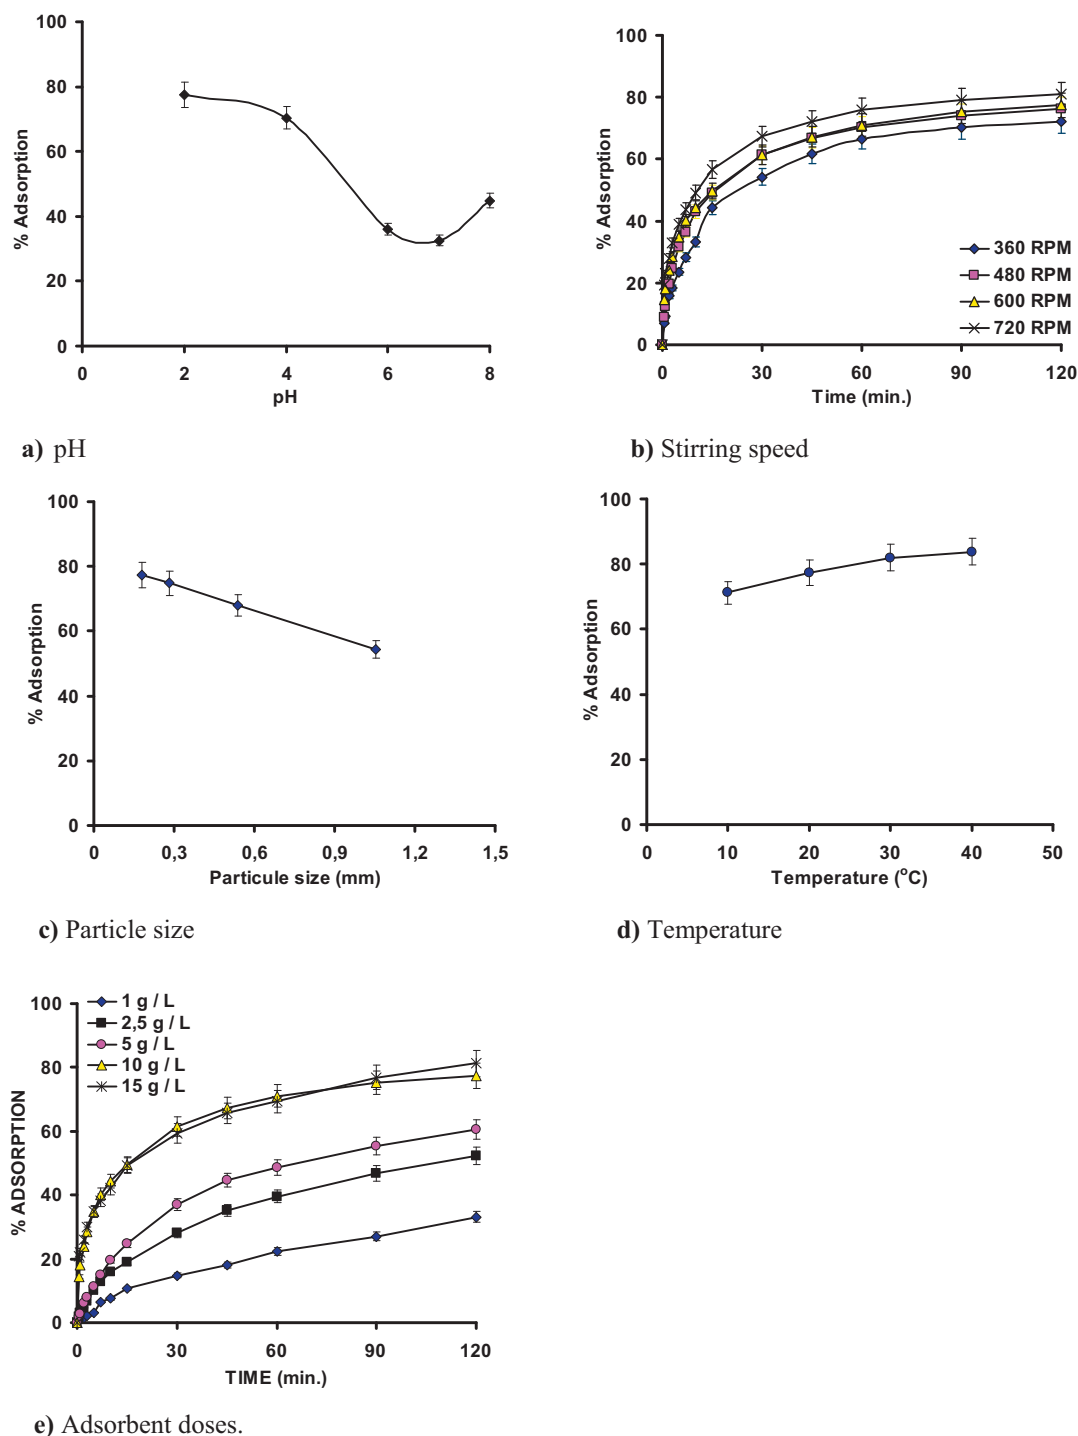 100
80
60
40
20
0
% Adsorption
0 2 4 6 8
pH
a) pH
100
80
60
40
20
0
% Adsorption
360 RPM
480 RPM
600 RPM
720 RPM
0 30 60 90 120
Time (min.)
b) Stirring speed
100
80
60
40
20
0
% Adsorption
0 0,3 0,6 0,9 1,2 1,5
Particule size (mm)
c) Particle size
100
80
60
40
20
0
% Adsorption
0 10 20 30 40 50
Temperature (°C)
d) Temperature
100
80
60
40
20
0
% ADSORPTION
1 g / L
2,5 g / L
5 g / L
10 g / L
15 g / L
0 30 60 90 120
TIME (min.)
e) Adsorbent doses.